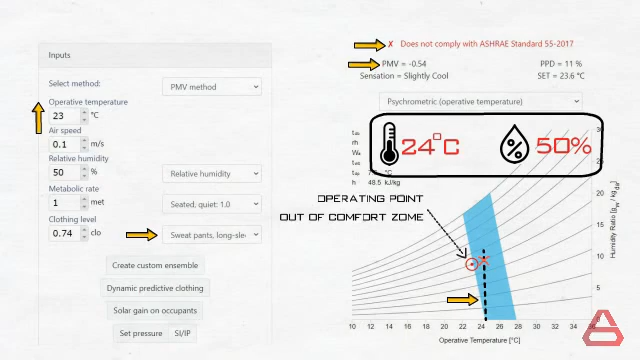 Inputs
Select method:
PMV method
Operative temperature
23 °C
Air speed
0.1 m/s
Relative humidity
50 %
Relative humidity
Metabolic rate
1 met
Seated, quiet: 1.0
Clothing level
0.74 clo
Sweat pants, long-sle
Create custom ensemble
Dynamic predictive clothing
Solar gain on occupants
Set pressure
SI/IP
✗ Does not comply with ASHRAE Standard 55-2017
PMV = -0.54
PPD = 11 %
Sensation = Slightly Cool
SET = 23.6 °C
Psychrometric (operative temperature)
24°C
50%
rh
h 48.5 kJ/kg
OPERATING POINT
OUT OF COMFORT ZONE
25
20
15
10
5
Humidity Ratio [gw / kgda]
10 12 14 16 18 20 22 24 26 28 30 32 34 36
Operative Temperature [°C]